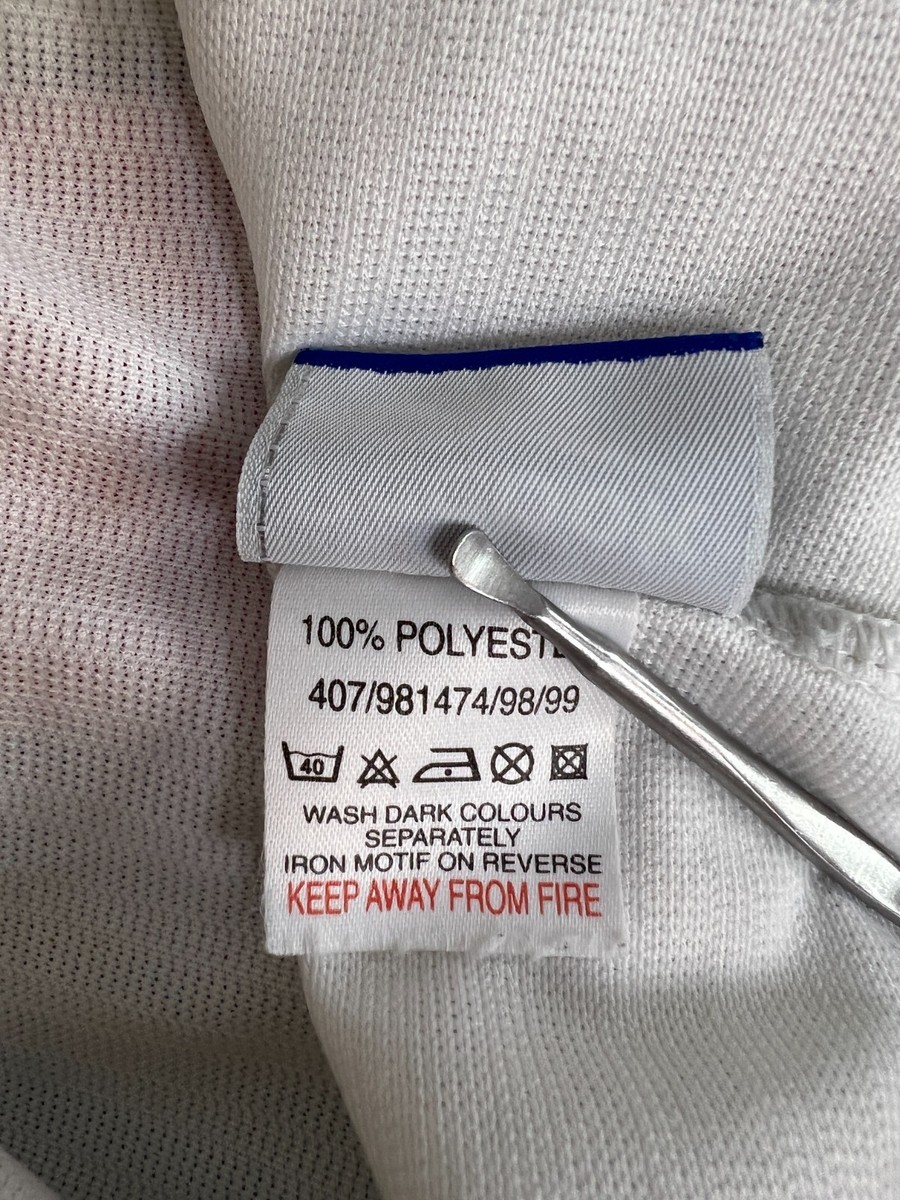 100% POLYESTE
407/981474/98/99
40
WASH DARK COLOURS
SEPARATELY
IRON MOTIF ON REVERSE
KEEP AWAY FROM FIRE